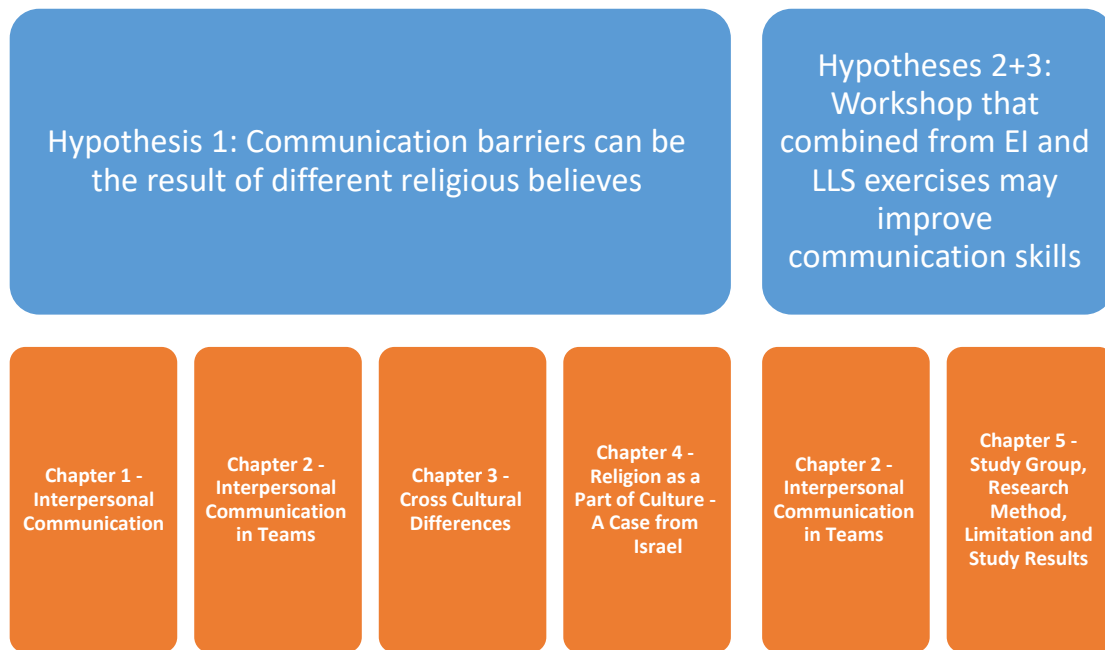 Hypothesis 1: Communication barriers can be
the result of different religious believes
Hypotheses 2+3:
Workshop that
combined from EI and
LLS exercises may
improve
communication skills
Chapter 1 -
Interpersonal
Communication
Chapter 2 -
Interpersonal
Communication
in Teams
Chapter 3 -
Cross Cultural
Differences
Chapter 4 -
Religion as a
Part of Culture -
A Case from
Israel
Chapter 2 -
Interpersonal
Communication
in Teams
Chapter 5 -
Study Group,
Research
Method,
Limitation and
Study Results